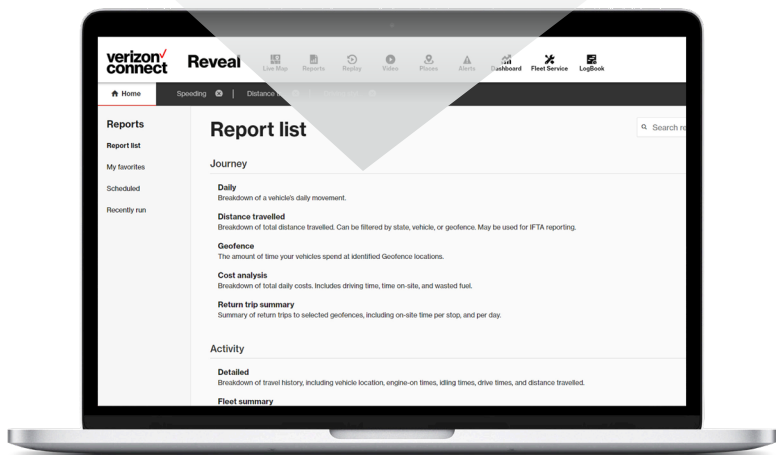 verizon
connect
Reveal
Live Map
Reports
Replay
Video
Places
Alerts
Dashboard
Fleet Service
LogBook
Home
Speeding
Distance
Reports
Report list
My favorites
Scheduled
Recently run
Report list
Search re
Journey
Daily
Breakdown of a vehicle's daily movement.
Distance travelled
Breakdown of total distance travelled. Can be filtered by state, vehicle, or geofence. May be used for IFTA reporting.
Geofence
The amount of time your vehicles spend at identified Geofence locations.
Cost analysis
Breakdown of total daily costs. Includes driving time, time on-site, and wasted fuel.
Return trip summary
Summary of return trips to selected geofences, including on-site time per stop, and per day.
Activity
Detailed
Breakdown of travel history, including vehicle location, engine-on times, idling times, drive times, and distance travelled.
Fleet summary